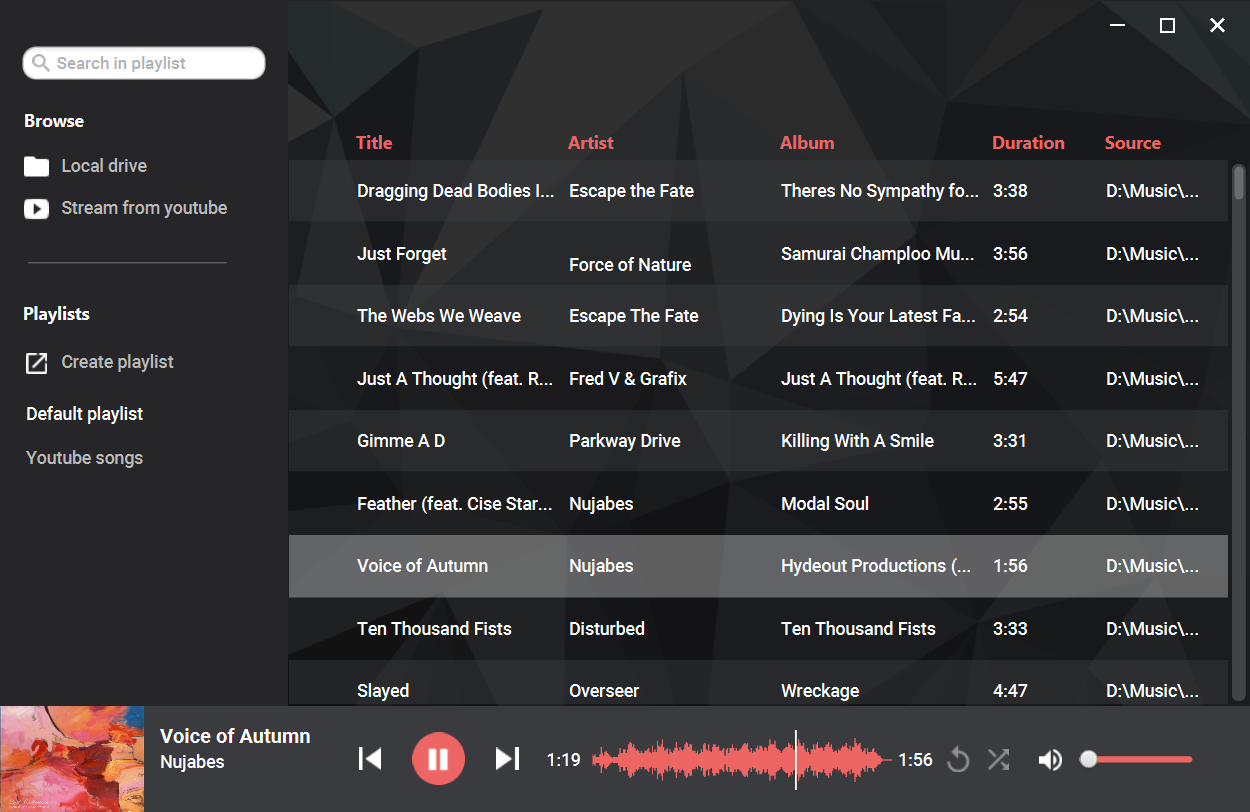 Search in playlist
Browse
Local drive
Stream from youtube
Playlists
Create playlist
Default playlist
Youtube songs
Title Artist Album Duration Source
Dragging Dead Bodies I... Escape the Fate Theres No Sympathy fo... 3:38 D:\Music\...
Just Forget Force of Nature Samurai Champloo Mu... 3:56 D:\Music\...
The Webs We Weave Escape The Fate Dying Is Your Latest Fa... 2:54 D:\Music\...
Just A Thought (feat. R... Fred V & Grafix Just A Thought (feat. R... 5:47 D:\Music\...
Gimme A D Parkway Drive Killing With A Smile 3:31 D:\Music\...
Feather (feat. Cise Star... Nujabes Modal Soul 2:55 D:\Music\...
Voice of Autumn Nujabes Hydeout Productions (... 1:56 D:\Music\...
Ten Thousand Fists Disturbed Ten Thousand Fists 3:33 D:\Music\...
Slayed Overseer Wreckage 4:47 D:\Music\...
Voice of Autumn
Nujabes
1:19 1:56